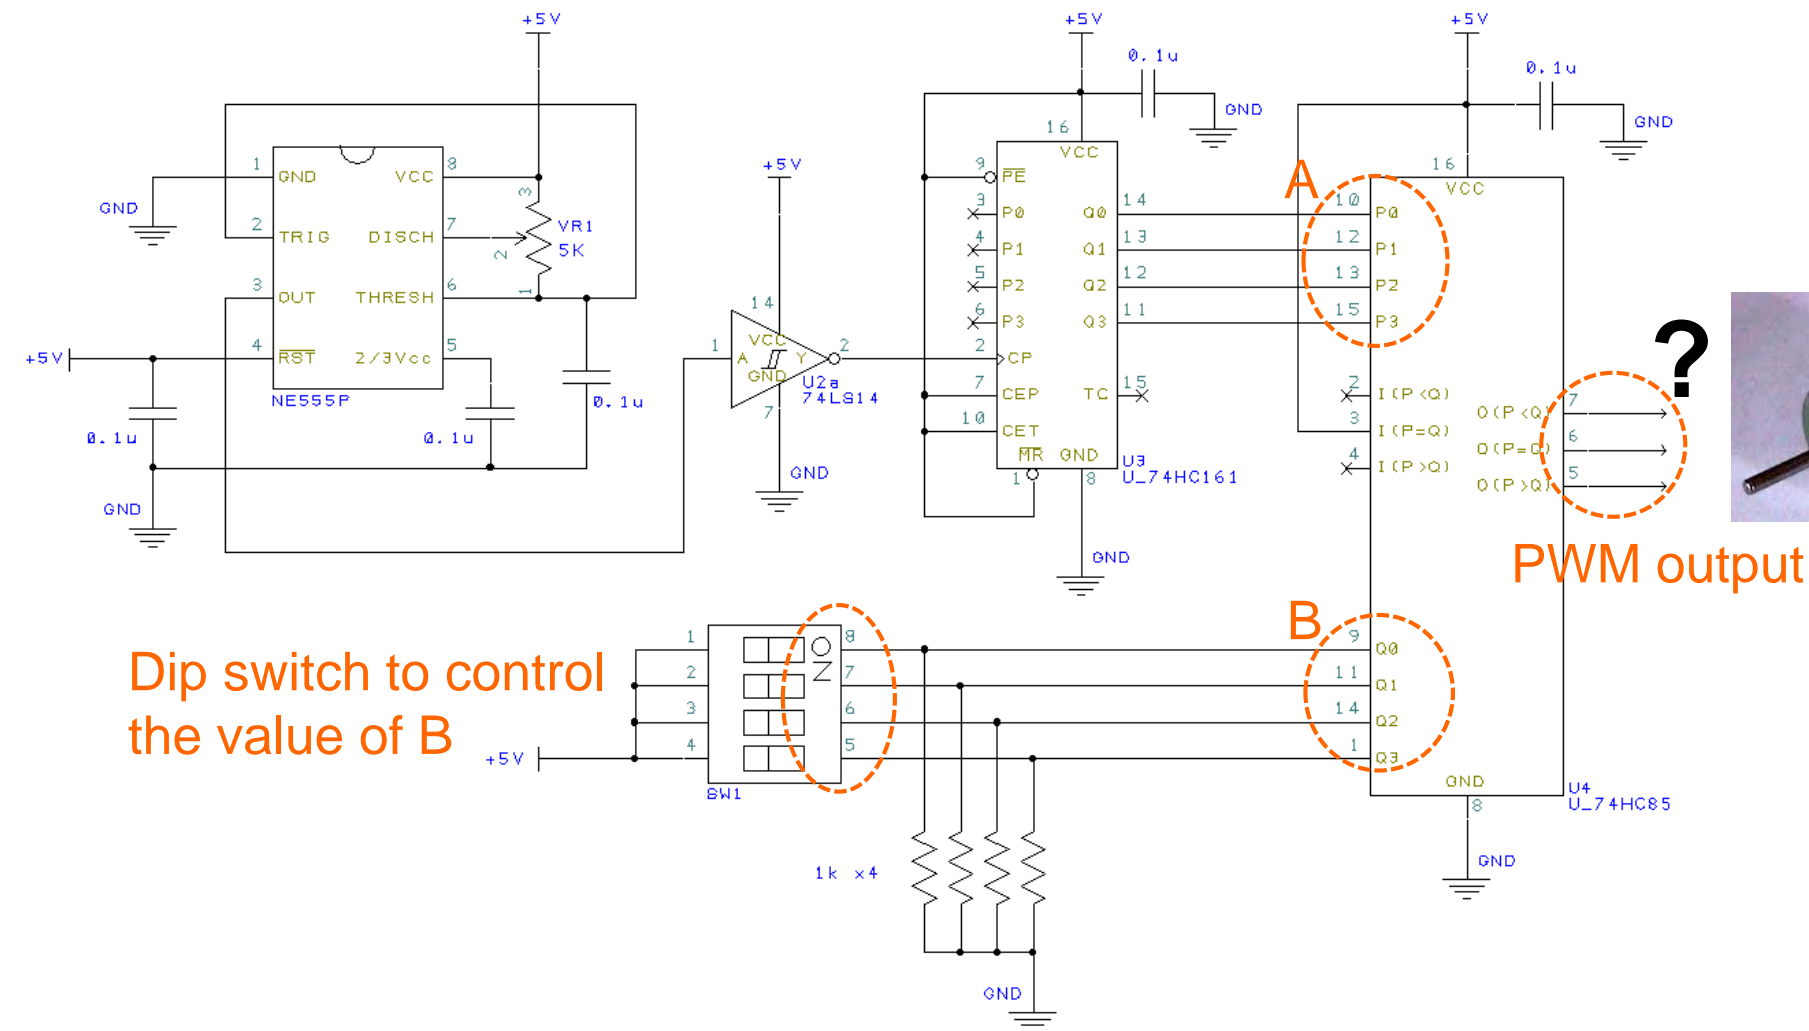 +5V
+5V
+5V
0.1u
0.1u
GND
GND
1 GND VCC 8
GND
2 TRIG DISCH 7
3 2 1
VR1
5K
3 OUT THRESH 6
+5V
4 RST 2/3Vcc 5
NE555P
0.1u
0.1u
0.1u
GND
+5V
14
VCC
1 A Y 2
GND
7
U2a
74LS14
GND
16
VCC
9 PE
3 P0 Q0 14
4 P1 Q1 13
5 P2 Q2 12
6 P3 Q3 11
2 CP
7 CEP TC 15
10 CET
MR GND
1 8
U3
U_74HC161
GND
A
16
VCC
10 P0
12 P1
13 P2
15 P3
2 I(P<Q)
3 I(P=Q)
4 I(P>Q)
O(P<Q) 7
O(P=Q) 6
O(P>Q) 5
?
PWM output
B
9 Q0
11 Q1
14 Q2
1 Q3
GND
8
U4
U_74HC85
GND
Dip switch to control
the value of B
+5V
1 8
2 7
3 6
4 5
ON
SW1
1k x4
GND